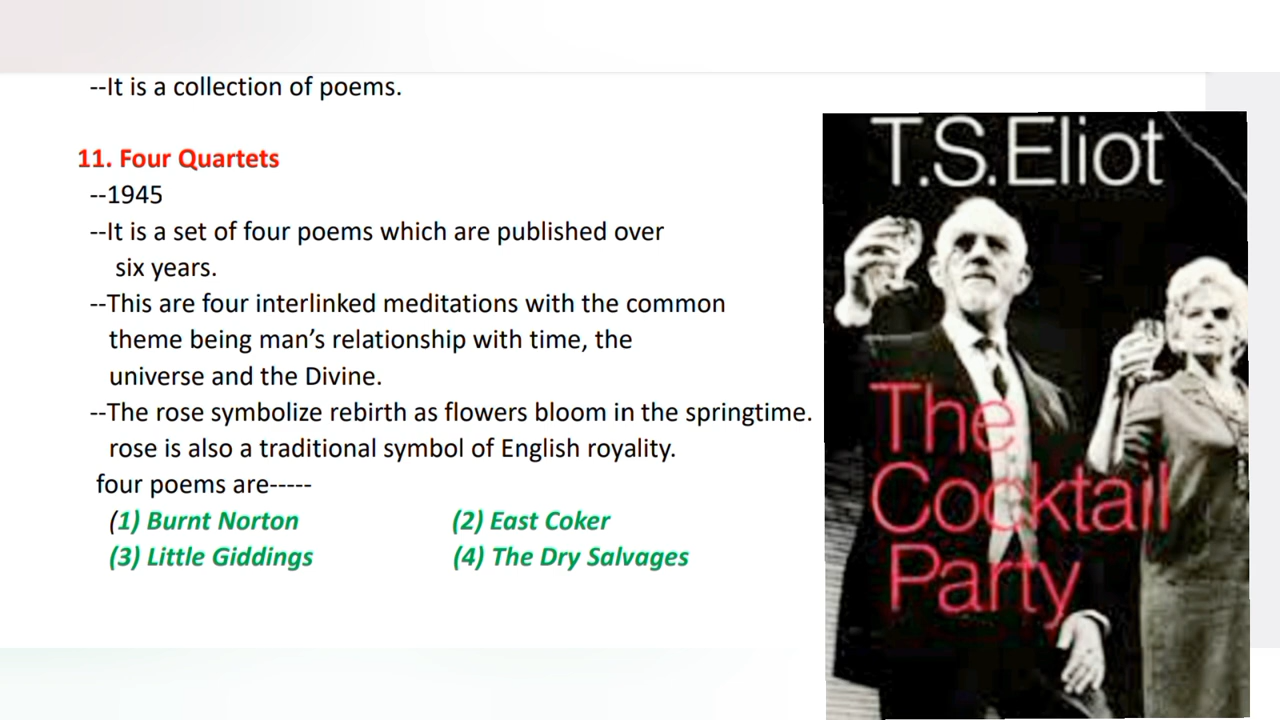 --It is a collection of poems.
11. Four Quartets
--1945
--It is a set of four poems which are published over
six years.
--This are four interlinked meditations with the common
theme being man’s relationship with time, the
universe and the Divine.
--The rose symbolize rebirth as flowers bloom in the springtime.
rose is also a traditional symbol of English royality.
four poems are-----
(1) Burnt Norton (2) East Coker
(3) Little Giddings (4) The Dry Salvages
T.S.Eliot
The
Cocktail
Party